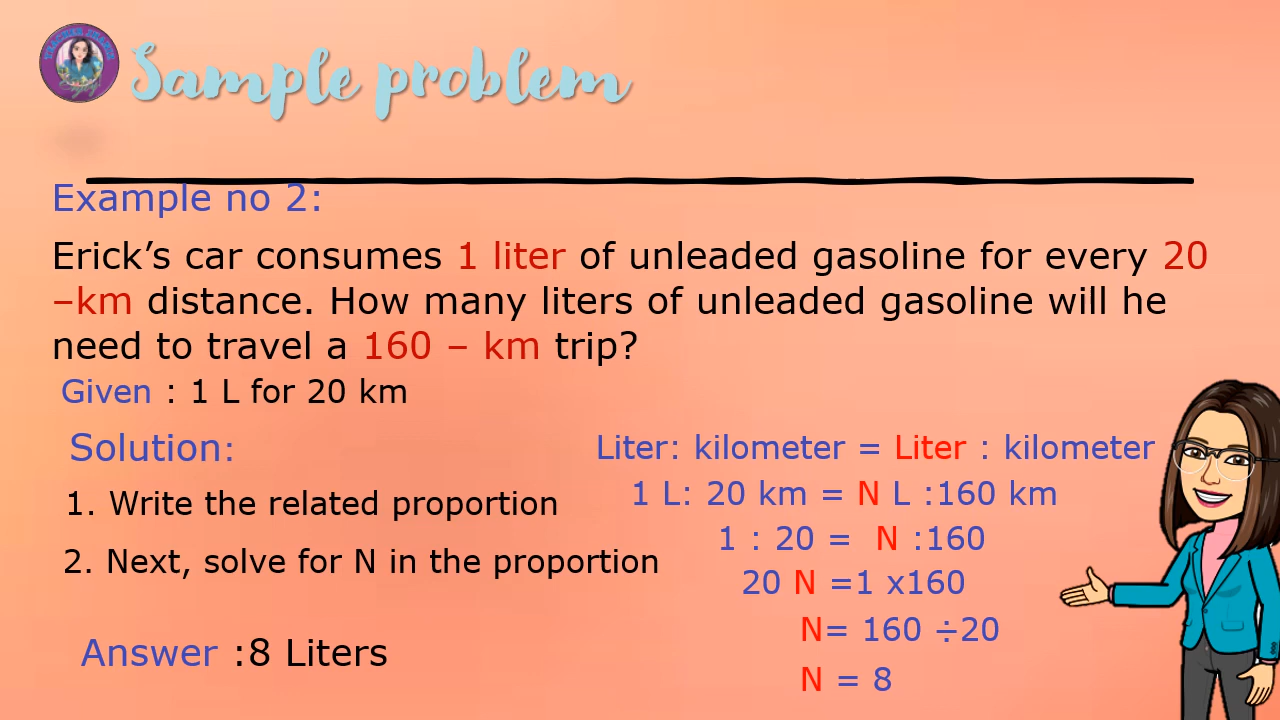 Sample problem
Example no 2:
Erick’s car consumes 1 liter of unleaded gasoline for every 20
–km distance. How many liters of unleaded gasoline will he
need to travel a 160 – km trip?
Given : 1 L for 20 km
Solution:
1. Write the related proportion
2. Next, solve for N in the proportion
Answer :8 Liters
Liter: kilometer = Liter : kilometer
1 L: 20 km = N L :160 km
1 : 20 = N :160
20 N =1 x160
N= 160 ÷20
N = 8